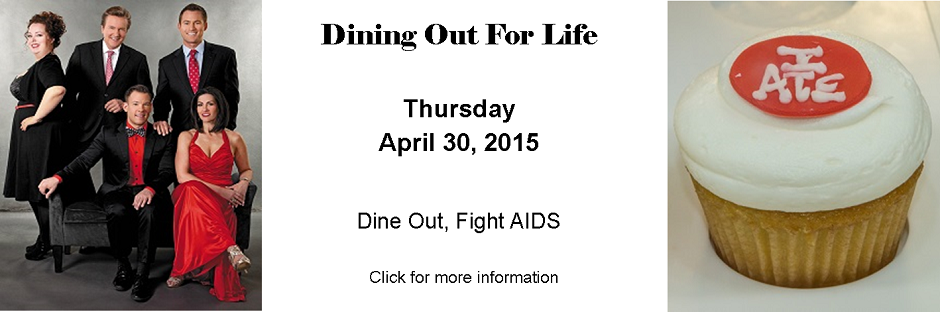 Dining Out For Life
Thursday
April 30, 2015
Dine Out, Fight AIDS
Click for more information
I
ATE